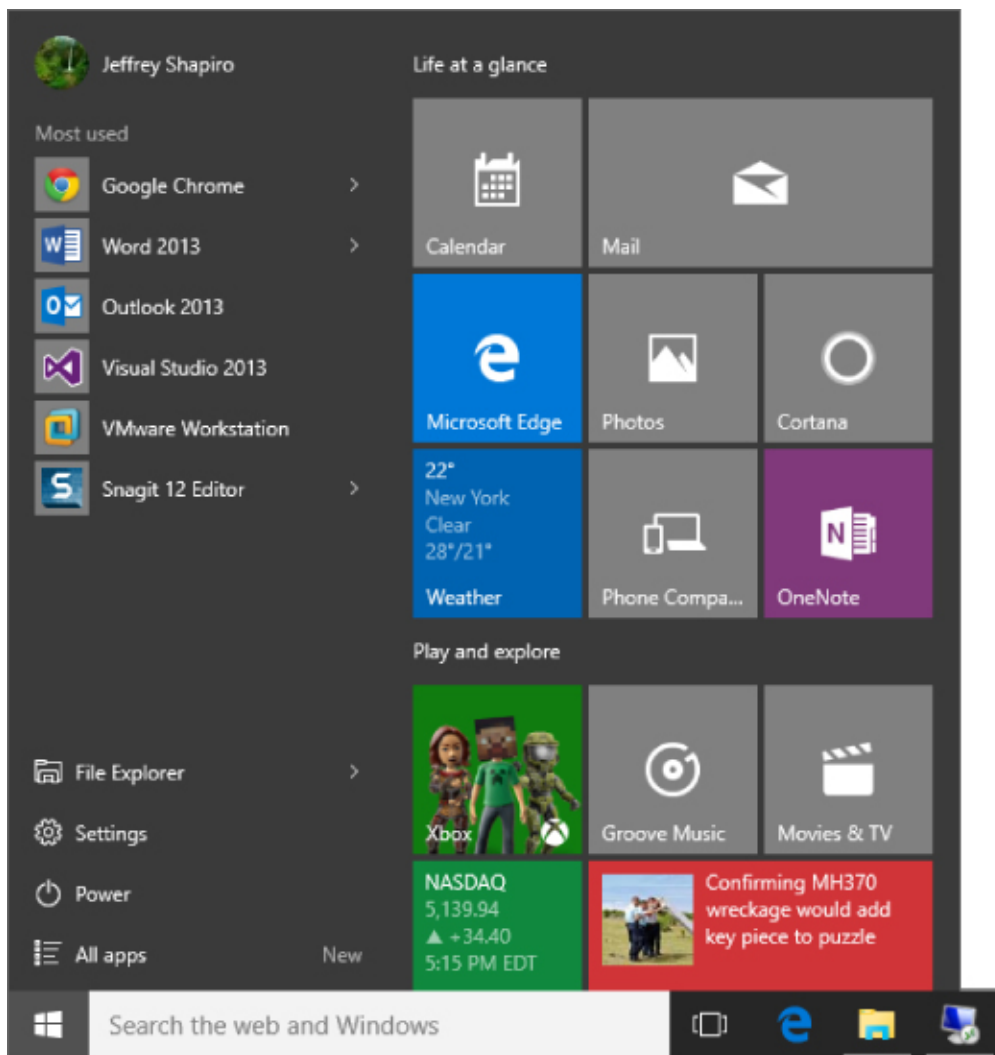 Jeffrey Shapiro
Most used
Google Chrome
Word 2013
Outlook 2013
Visual Studio 2013
VMware Workstation
Snagit 12 Editor
File Explorer
Settings
Power
All apps New
Life at a glance
Calendar
Mail
Microsoft Edge
Photos
Cortana
22°
New York
Clear
28°/21°
Weather
Phone Compa...
OneNote
Play and explore
Xbox
Groove Music
Movies & TV
NASDAQ
5,139.94
▲ +34.40
5:15 PM EDT
Confirming MH370
wreckage would add
key piece to puzzle
Search the web and Windows